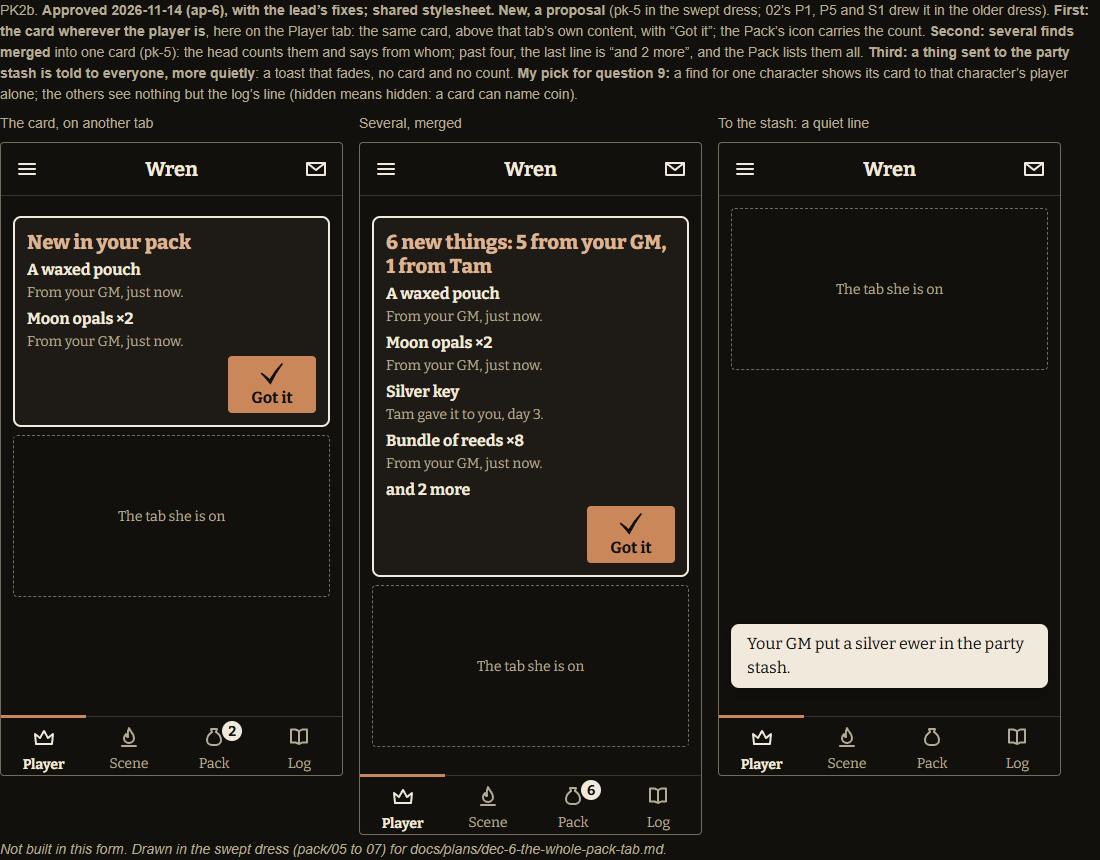 PK2b. Approved 2026-11-14 (ap-6), with the lead’s fixes; shared stylesheet. New, a proposal (pk-5 in the swept dress; 02’s P1, P5 and S1 drew it in the older dress). First:
the card wherever the player is, here on the Player tab: the same card, above that tab’s own content, with “Got it”; the Pack’s icon carries the count. Second: several finds
merged into one card (pk-5): the head counts them and says from whom; past four, the last line is “and 2 more”, and the Pack lists them all. Third: a thing sent to the party
stash is told to everyone, more quietly: a toast that fades, no card and no count. My pick for question 9: a find for one character shows its card to that character’s player
alone; the others see nothing but the log’s line (hidden means hidden: a card can name coin).
The card, on another tab
Wren
New in your pack
A waxed pouch
From your GM, just now.
Moon opals ×2
From your GM, just now.
Got it
The tab she is on
2
Player Scene Pack Log
Several, merged
Wren
6 new things: 5 from your GM,
1 from Tam
A waxed pouch
From your GM, just now.
Moon opals ×2
From your GM, just now.
Silver key
Tam gave it to you, day 3.
Bundle of reeds ×8
From your GM, just now.
and 2 more
Got it
The tab she is on
6
Player Scene Pack Log
To the stash: a quiet line
Wren
The tab she is on
Your GM put a silver ewer in the party
stash.
Player Scene Pack Log
Not built in this form. Drawn in the swept dress (pack/05 to 07) for docs/plans/dec-6-the-whole-pack-tab.md.